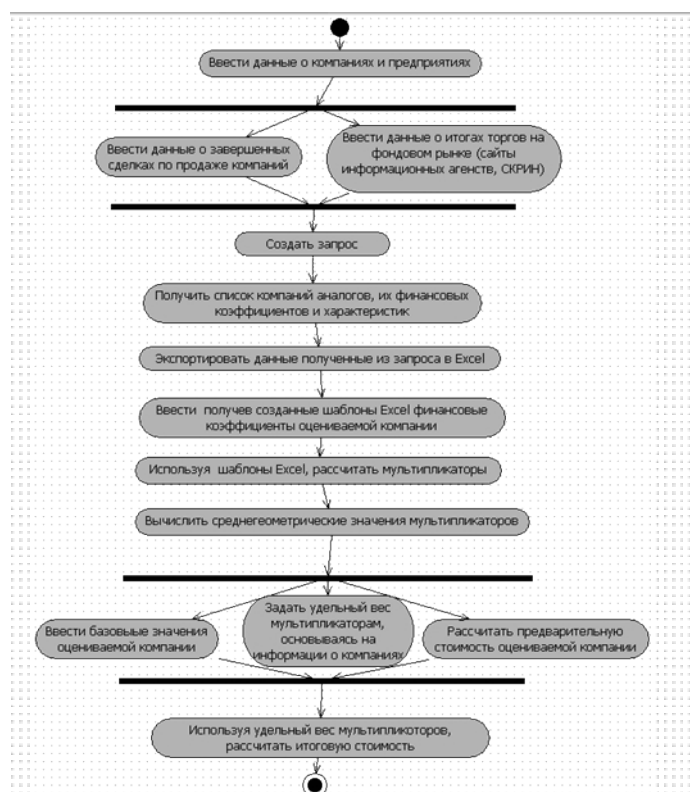 Ввести данные о компаниях и предприятиях
Ввести данные о завершенных
сделках по продаже компаний
Ввести данные о итогах торгов на
фондовом рынке (сайты
информационных агенств, СКРИН)
Создать запрос
Получить список компаний аналогов, их финансовых
коэффициентов и характеристик
Экспортировать данные полученные из запроса в Excel
Ввести получев созданные шаблоны Excel финансовые
коэффициенты оцениваемой компании
Используя шаблоны Excel, рассчитать мультипликаторы
Вычислить среднегеометрические значения мультипликаторов
Ввести базовыые значения
оцениваемой компании
Задать удельный вес
мультипликаторам,
основываясь на
информации о компаниях
Рассчитать предварительную
стоимость оцениваемой компании
Используя удельный вес мультипликоторов,
рассчитать итоговую стоимость